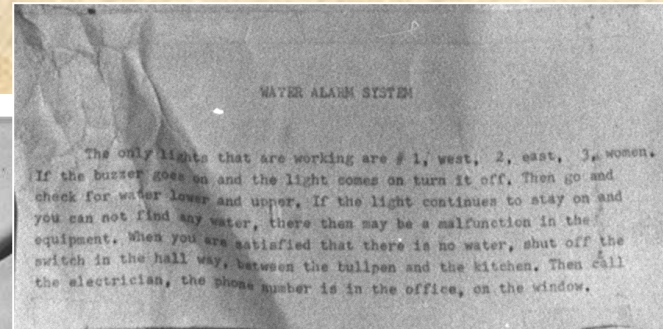 WATER ALARM SYSTEM
The only lights that are working are # 1, west, 2, east, 3, women.
If the buzzer goes on and the light comes on turn it off. Then go and
check for water lower and upper. If the light continues to stay on and
you can not find any water, there then may be a malfunction in the
equipment. When you are satisfied that there is no water, shut off the
switch in the hall way, between the bullpen and the kitchen. Then call
the electrician, the phone number is in the office, on the window.